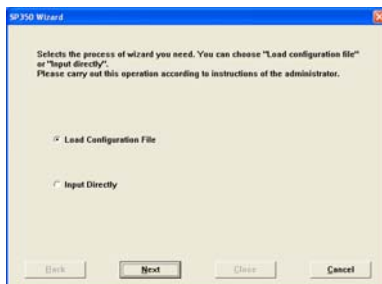 SP350 Wizard
Selects the process of wizard you need. You can choose "Load configuration file"
or "Input directly".
Please carry out this operation according to instructions of the administrator.
Load Configuration File
Input Directly
Back Next Close Cancel